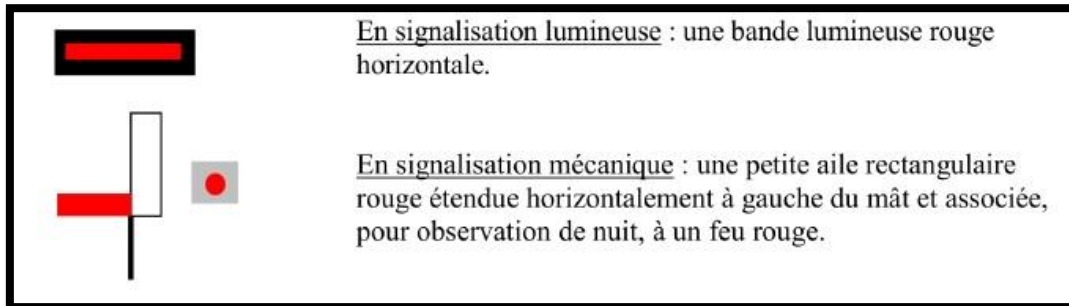 En signalisation lumineuse : une bande lumineuse rouge
horizontale.
En signalisation mécanique : une petite aile rectangulaire
rouge étendue horizontalement à gauche du mât et associée,
pour observation de nuit, à un feu rouge.